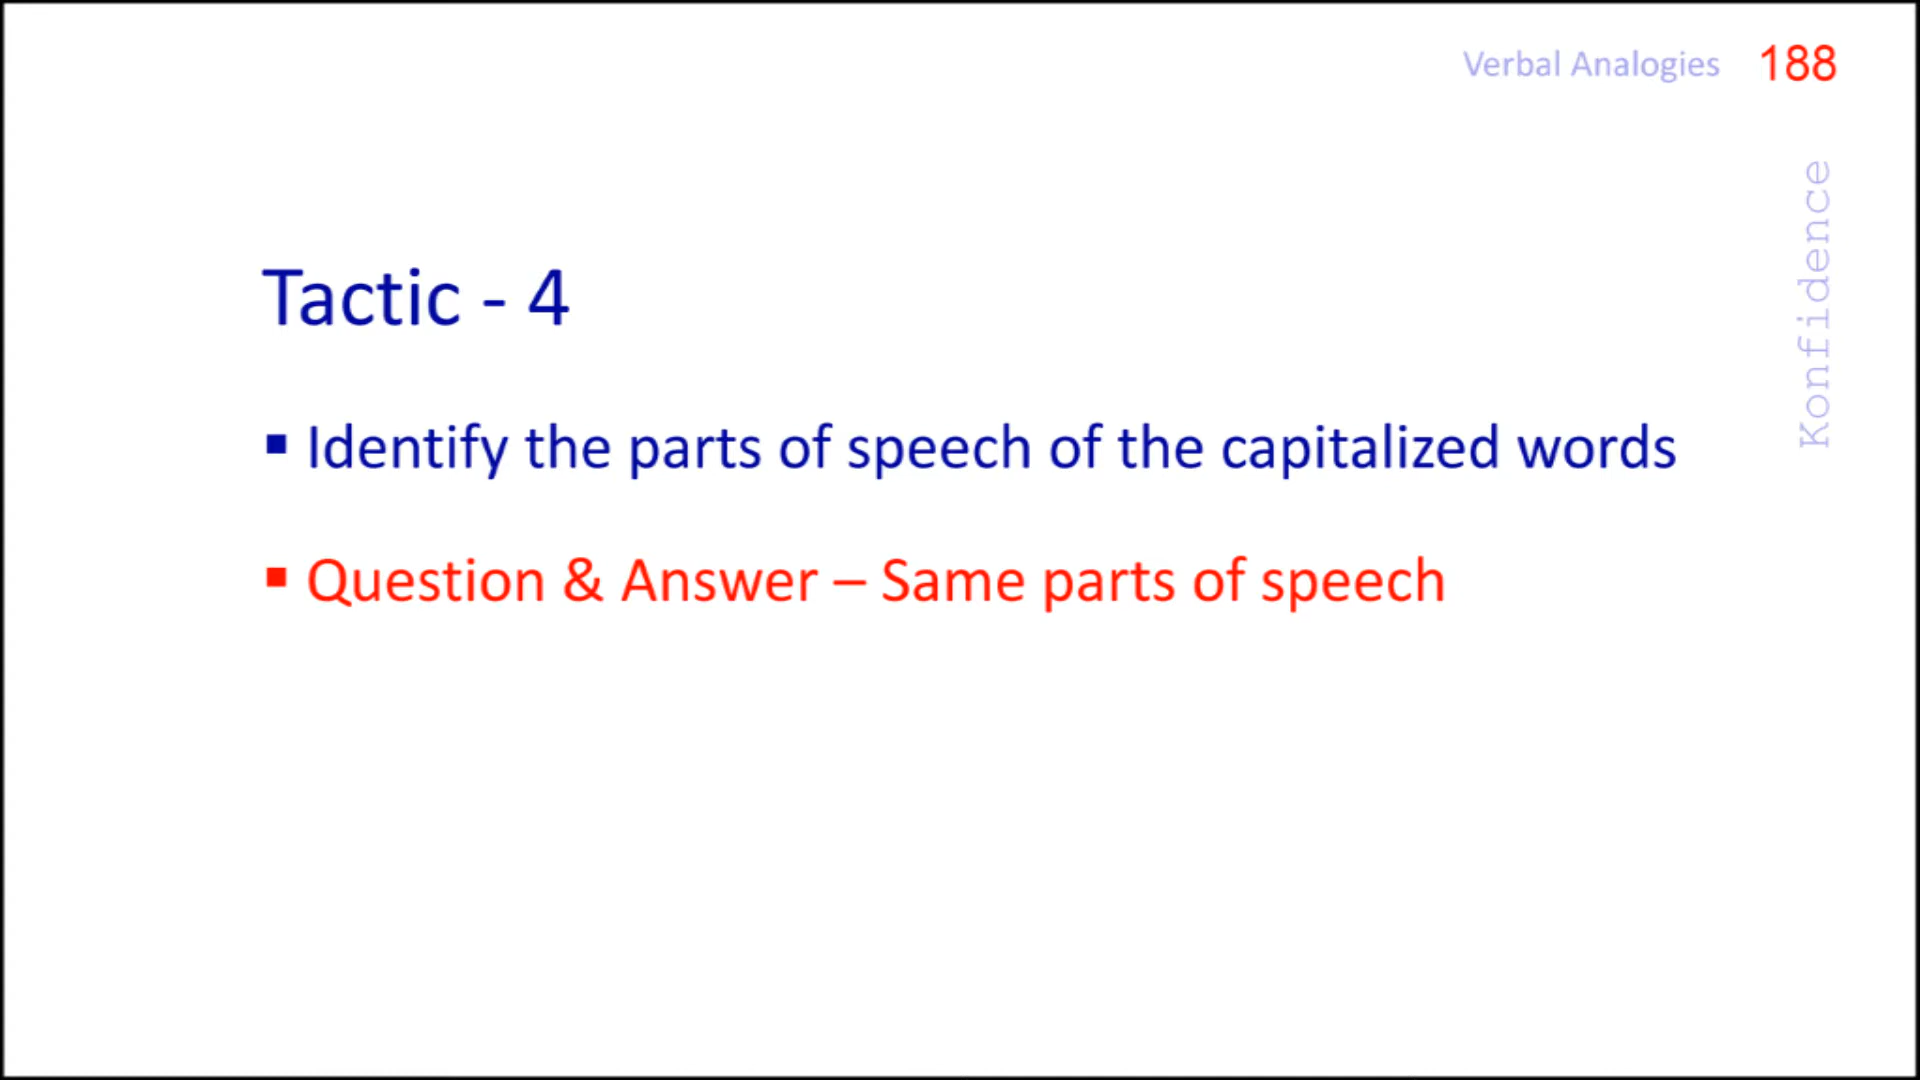 Verbal Analogies 188
Konfidence
Tactic - 4
▪ Identify the parts of speech of the capitalized words
▪ Question & Answer – Same parts of speech